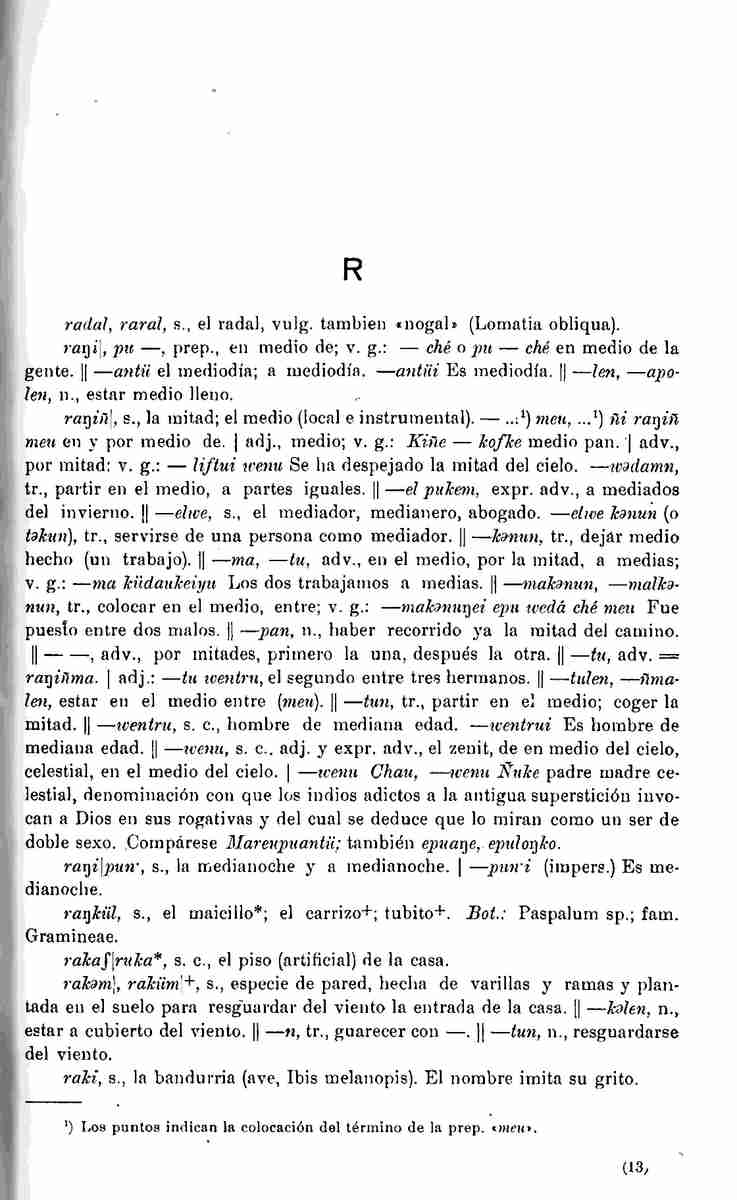 R
radal, raral, s., el radal, vulg. tambien «nogal» (Lomatia obliqua).
raŋi|, pu —, prep., en medio de; v. g.: — ché o pu — ché en medio de la
gente. || —antü el mediodía; a mediodía. —antüi Es mediodía. || —len, —apo-
len, n., estar medio lleno.
raŋiñ|, s., la mitad; el medio (local e instrumental). — ...:¹) meu, ...¹) ñi raŋiñ
meu en y por medio de. | adj., medio; v. g.: Kiñe — kofke medio pan. | adv.,
por mitad: v. g.: — liftui wenu Se ha despejado la mitad del cielo. —wədamn,
tr., partir en el medio, a partes iguales. || —el pukem, expr. adv., a mediados
del invierno. || —elwe, s., el mediador, medianero, abogado. —elwe kənun (o
təkun), tr., servirse de una persona como mediador. || —kənun, tr., dejar medio
hecho (un trabajo). || —ma, —tu, adv., en el medio, por la mitad, a medias;
v. g.: —ma küdaukeiyu Los dos trabajamos a medias. || —makənun, —malkə-
nun, tr., colocar en el medio, entre; v. g.: —makənuŋei epu wedá ché meu Fue
puesto entre dos malos. || —pan, n., haber recorrido ya la mitad del camino.
|| — —, adv., por mitades, primero la una, después la otra. || —tu, adv. =
raŋiñma. | adj.: —tu wentru, el segundo entre tres hermanos. || —tulen, —ñma-
len, estar en el medio entre (meu). || —tun, tr., partir en el medio; coger la
mitad. || —wentru, s. c., hombre de mediana edad. —wentrui Es hombre de
mediana edad. || —wenu, s. c., adj. y expr. adv., el zenit, de en medio del cielo,
celestial, en el medio del cielo. | —wenu Chau, —wenu Ñuke padre madre ce-
lestial, denominación con que los indios adictos a la antigua superstición invo-
can a Dios en sus rogativas y del cual se deduce que lo miran como un ser de
doble sexo. Compárese Mareupuantü; también epuaŋe, epuloŋko.
raŋi|pun·, s., la medianoche y a medianoche. | —pun·i (impers.) Es me-
dianoche.
raŋkül, s., el maicillo*; el carrizo+; tubito+. Bot.: Paspalum sp.; fam.
Gramineae.
rakaʃ|ruka*, s. c., el piso (artificial) de la casa.
rakəm|, raküm|+, s., especie de pared, hecha de varillas y ramas y plan-
tada en el suelo para resguardar del viento la entrada de la casa. || —kəlen, n.,
estar a cubierto del viento. || —n, tr., guarecer con —. || —tun, n., resguardarse
del viento.
raki, s., la bandurria (ave, Ibis melanopis). El nombre imita su grito.
¹) Los puntos indican la colocación del término de la prep. «meu».
(13,